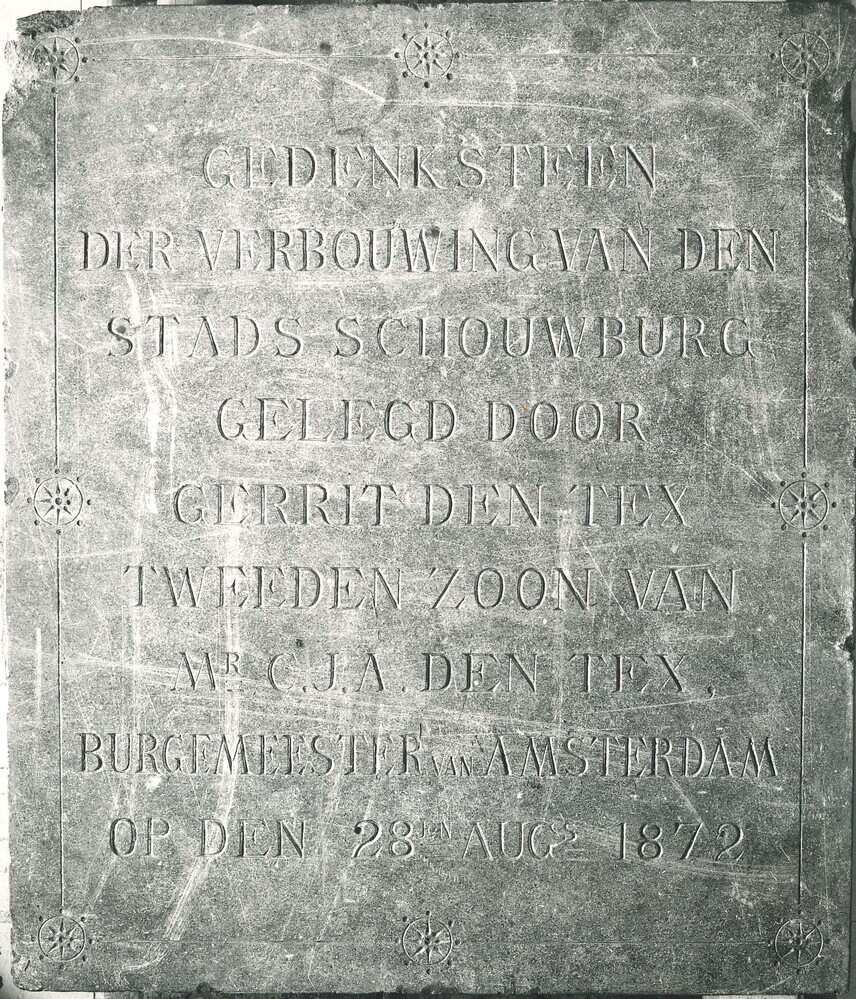 GEDENKSTEEN
DER VERBOUWING VAN DEN
STADS SCHOUWBURG
GELEGD DOOR
GERRIT DEN TEX
TWEEDEN ZOON VAN
MR. C.J.A. DEN TEX,
BURGEMEESTER VAN AMSTERDAM
OP DEN 28EN AUGS 1872